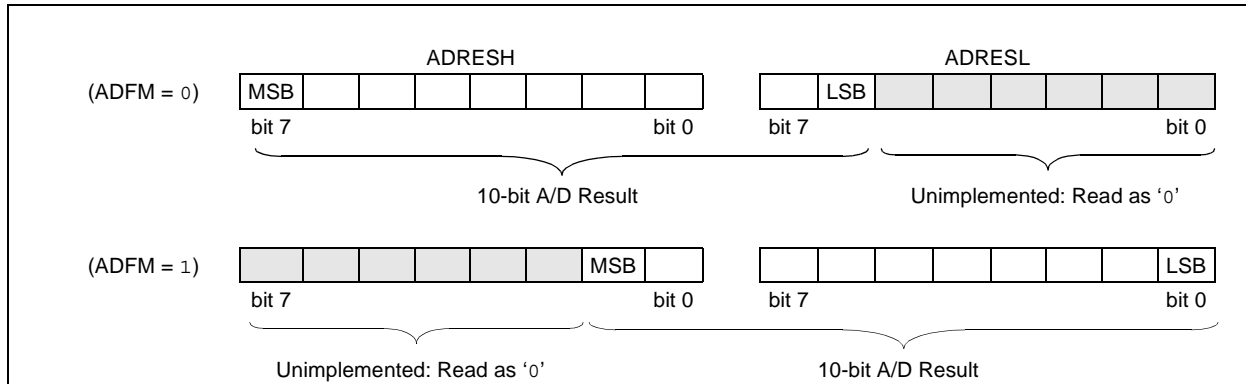 ADRESH ADRESL
(ADFM = 0) MSB LSB
bit 7 bit 0 bit 7 bit 0
10-bit A/D Result Unimplemented: Read as ‘0’
(ADFM = 1) MSB LSB
bit 7 bit 0 bit 7 bit 0
Unimplemented: Read as ‘0’ 10-bit A/D Result